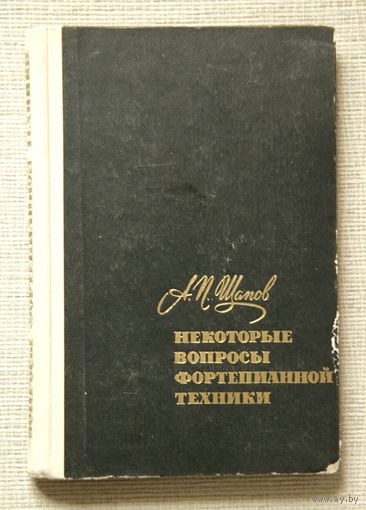 А. П. Щапов
НЕКОТОРЫЕ
ВОПРОСЫ
ФОРТЕПИАННОЙ
ТЕХНИКИ
www.ay.by